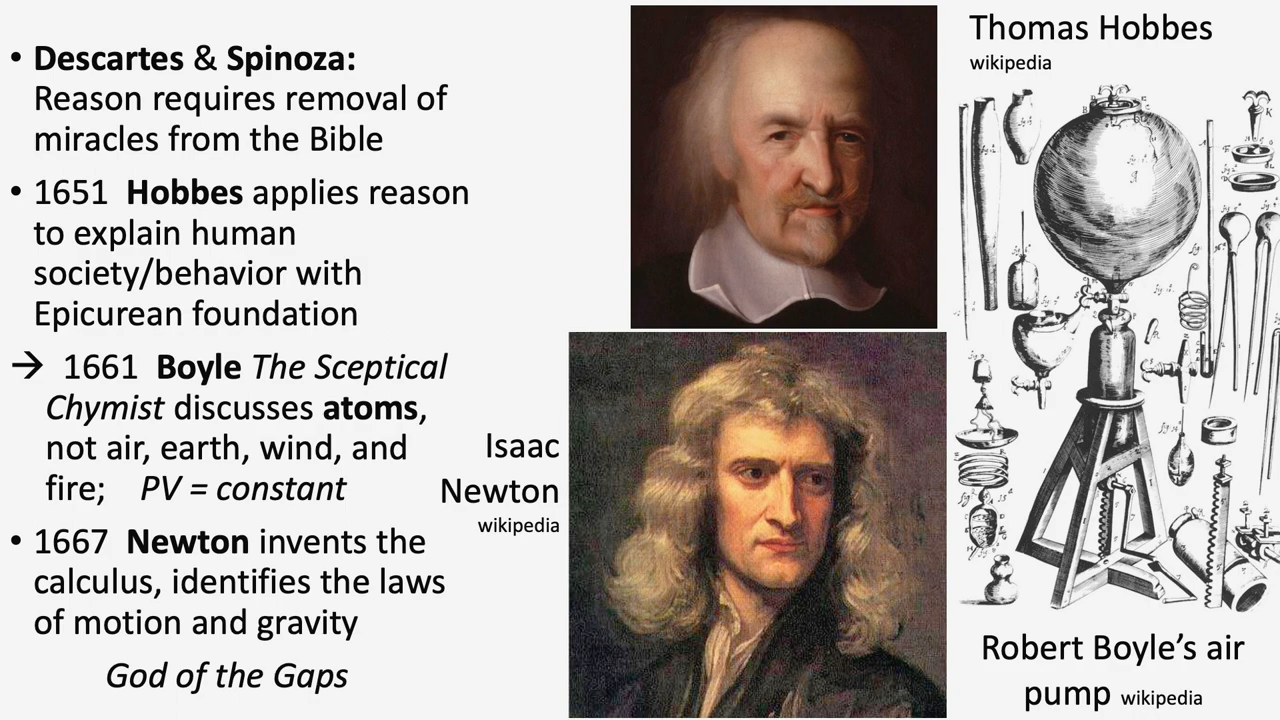 • Descartes & Spinoza:
Reason requires removal of
miracles from the Bible
• 1651 Hobbes applies reason
to explain human
society/behavior with
Epicurean foundation
→ 1661 Boyle The Sceptical
Chymist discusses atoms,
not air, earth, wind, and
fire; PV = constant
• 1667 Newton invents the
calculus, identifies the laws
of motion and gravity
God of the Gaps
Isaac
Newton
wikipedia
Thomas Hobbes
wikipedia
Robert Boyle’s air
pump wikipedia